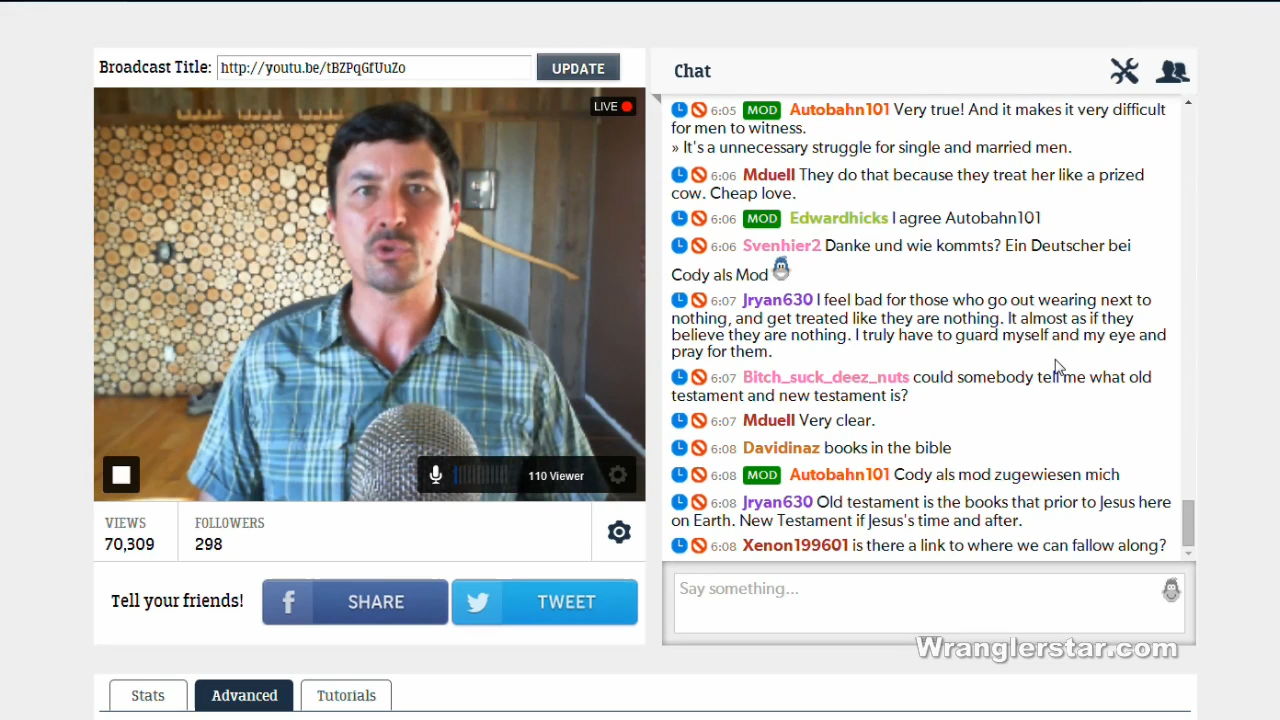 Broadcast Title: http://youtu.be/tBZPqGfUuZo UPDATE
LIVE
110 Viewer
VIEWS
70,309
FOLLOWERS
298
Tell your friends! f SHARE TWEET
Stats Advanced Tutorials
Chat
6:05 MOD Autobahn101 Very true! And it makes it very difficult
for men to witness.
» It's a unnecessary struggle for single and married men.
6:06 Mduell They do that because they treat her like a prized
cow. Cheap love.
6:06 MOD Edwardhicks I agree Autobahn101
6:06 Svenhier2 Danke und wie kommts? Ein Deutscher bei
Cody als Mod
6:07 Jryan630 I feel bad for those who go out wearing next to
nothing, and get treated like they are nothing. It almost as if they
believe they are nothing. I truly have to guard myself and my eye and
pray for them.
6:07 Bitch_suck_deez_nuts could somebody tell me what old
testament and new testament is?
6:07 Mduell Very clear.
6:08 Davidinaz books in the bible
6:08 MOD Autobahn101 Cody als mod zugewiesen mich
6:08 Jryan630 Old testament is the books that prior to Jesus here
on Earth. New Testament if Jesus's time and after.
6:08 Xenon199601 is there a link to where we can fallow along?
Say something...
Wranglerstar.com